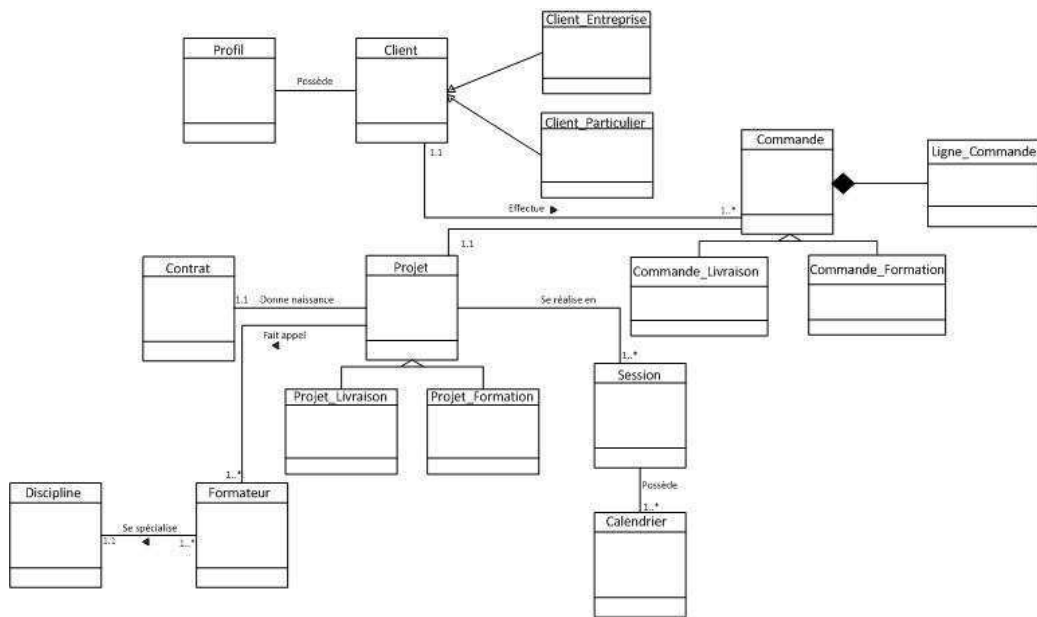 Client_Entreprise
Profil
Client
Possède
Client_Particulier
Commande
1.1
Ligne_Commande
Effectue
1..*
1.1
Contrat
Projet
Commande_Livraison
Commande_Formation
1.1
Donne naissance
Se réalise en
Fait appel
1..*
Session
Projet_Livraison
Projet_Formation
1..*
Discipline
Formateur
Possède
1..*
Calendrier
Se spécialise
1.1
1..*